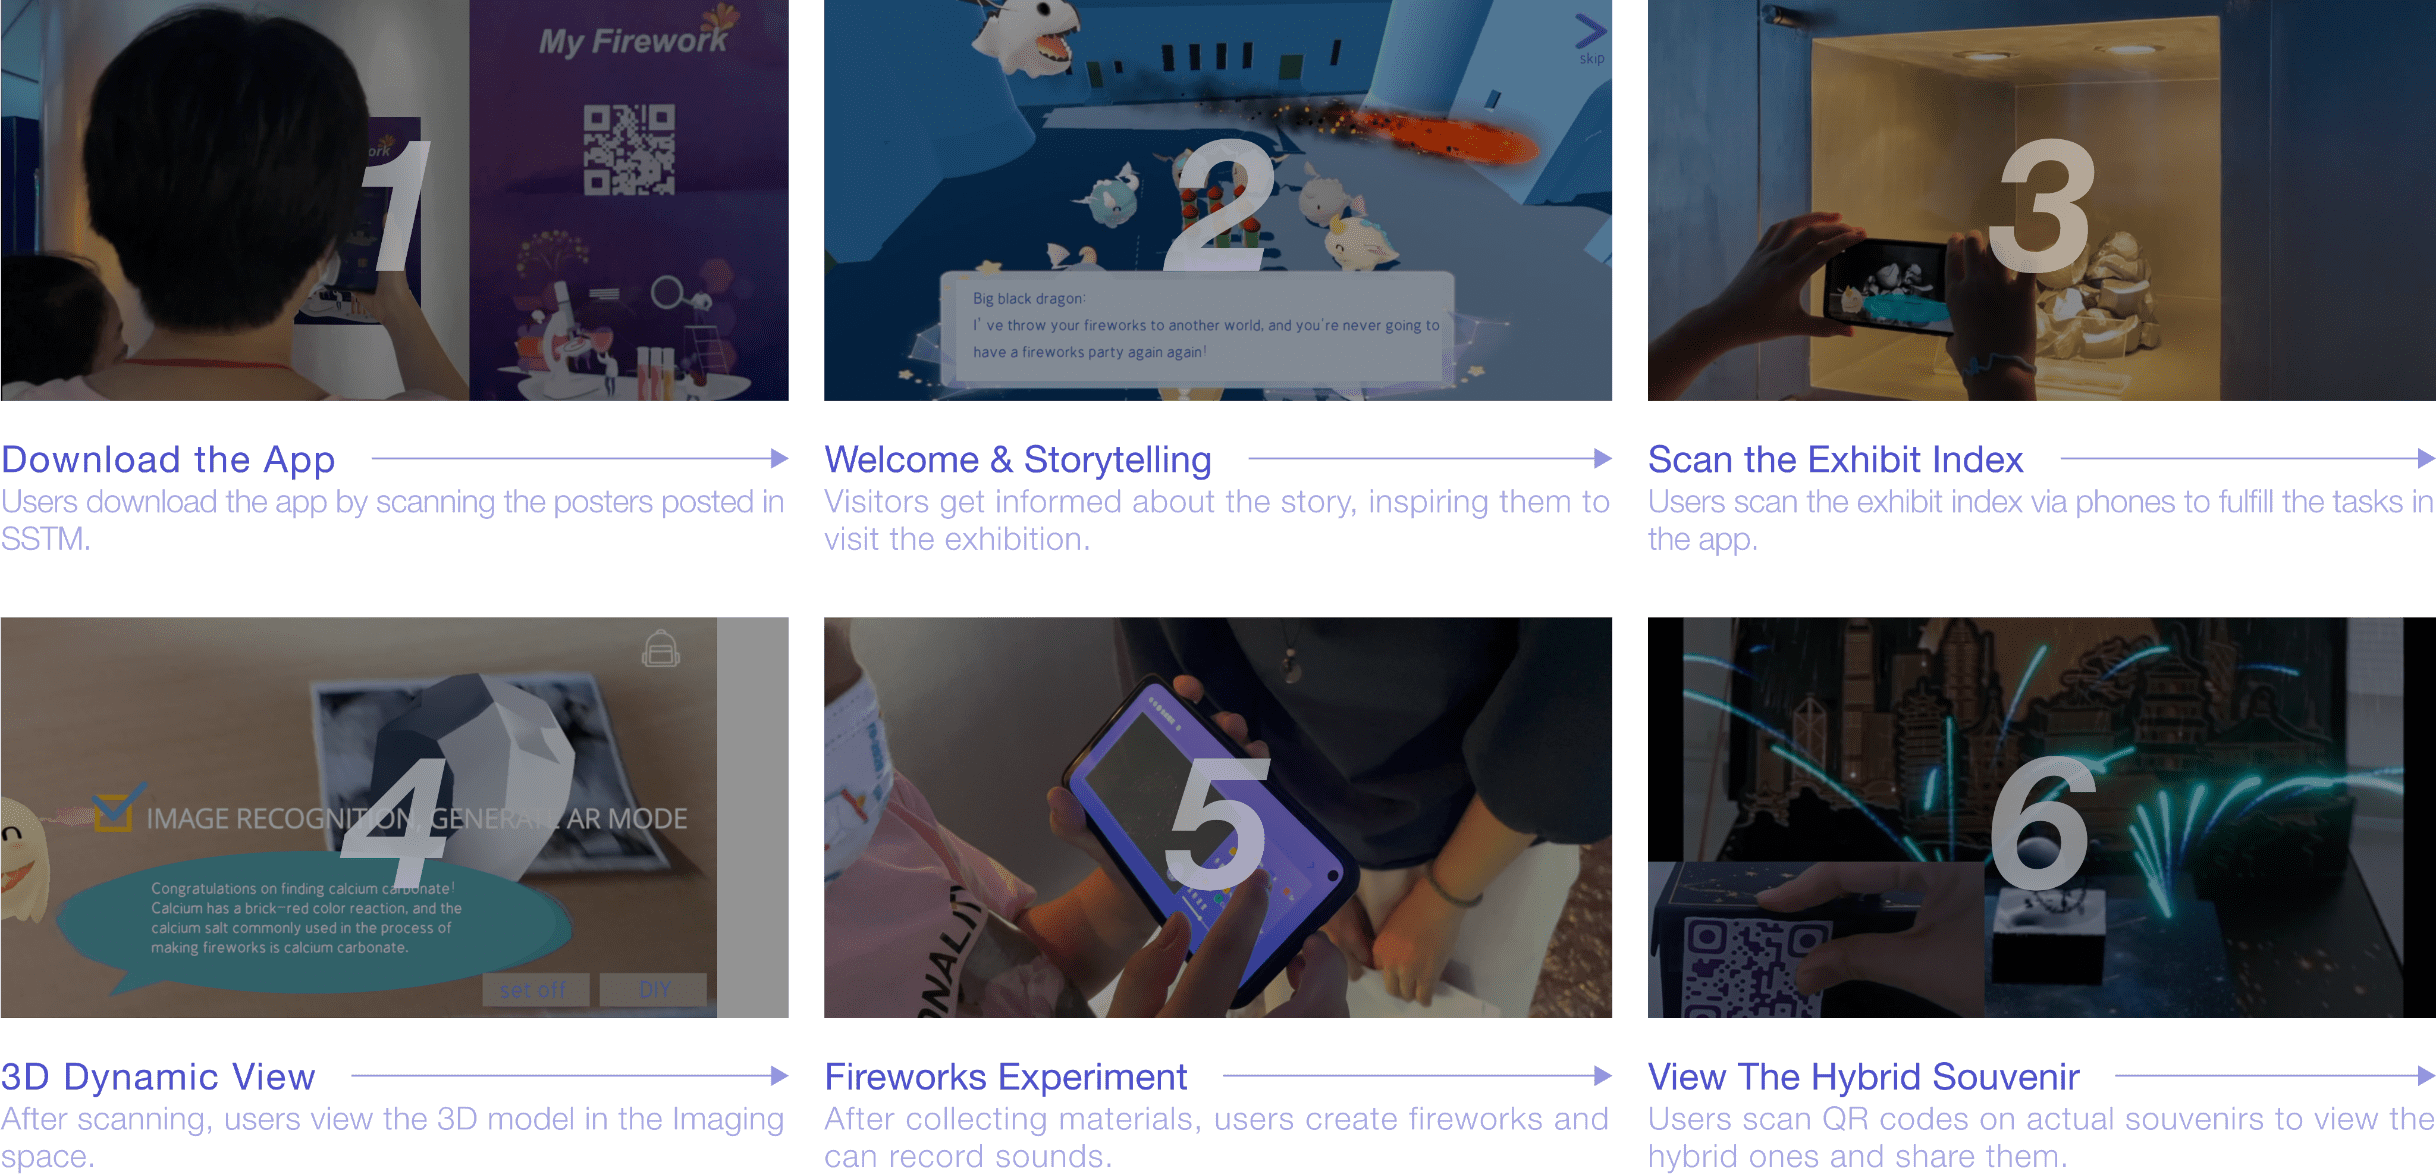 My Firework
ork
1
skip
2
Big black dragon:
I've throw your fireworks to another world, and you're never going to
have a fireworks party again again!
3
Download the App
Users download the app by scanning the posters posted in
SSTM.
Welcome & Storytelling
Visitors get informed about the story, inspiring them to
visit the exhibition.
Scan the Exhibit Index
Users scan the exhibit index via phones to fulfill the tasks in
the app.
4
IMAGE RECOGNITION, GENERATE AR MODE
Congratulations on finding calcium carbonate!
Calcium has a brick-red color reaction, and the
calcium salt commonly used in the process of
making fireworks is calcium carbonate.
set off
DIY
5
ONALIT
6
3D Dynamic View
After scanning, users view the 3D model in the Imaging
space.
Fireworks Experiment
After collecting materials, users create fireworks and
can record sounds.
View The Hybrid Souvenir
Users scan QR codes on actual souvenirs to view the
hybrid ones and share them.